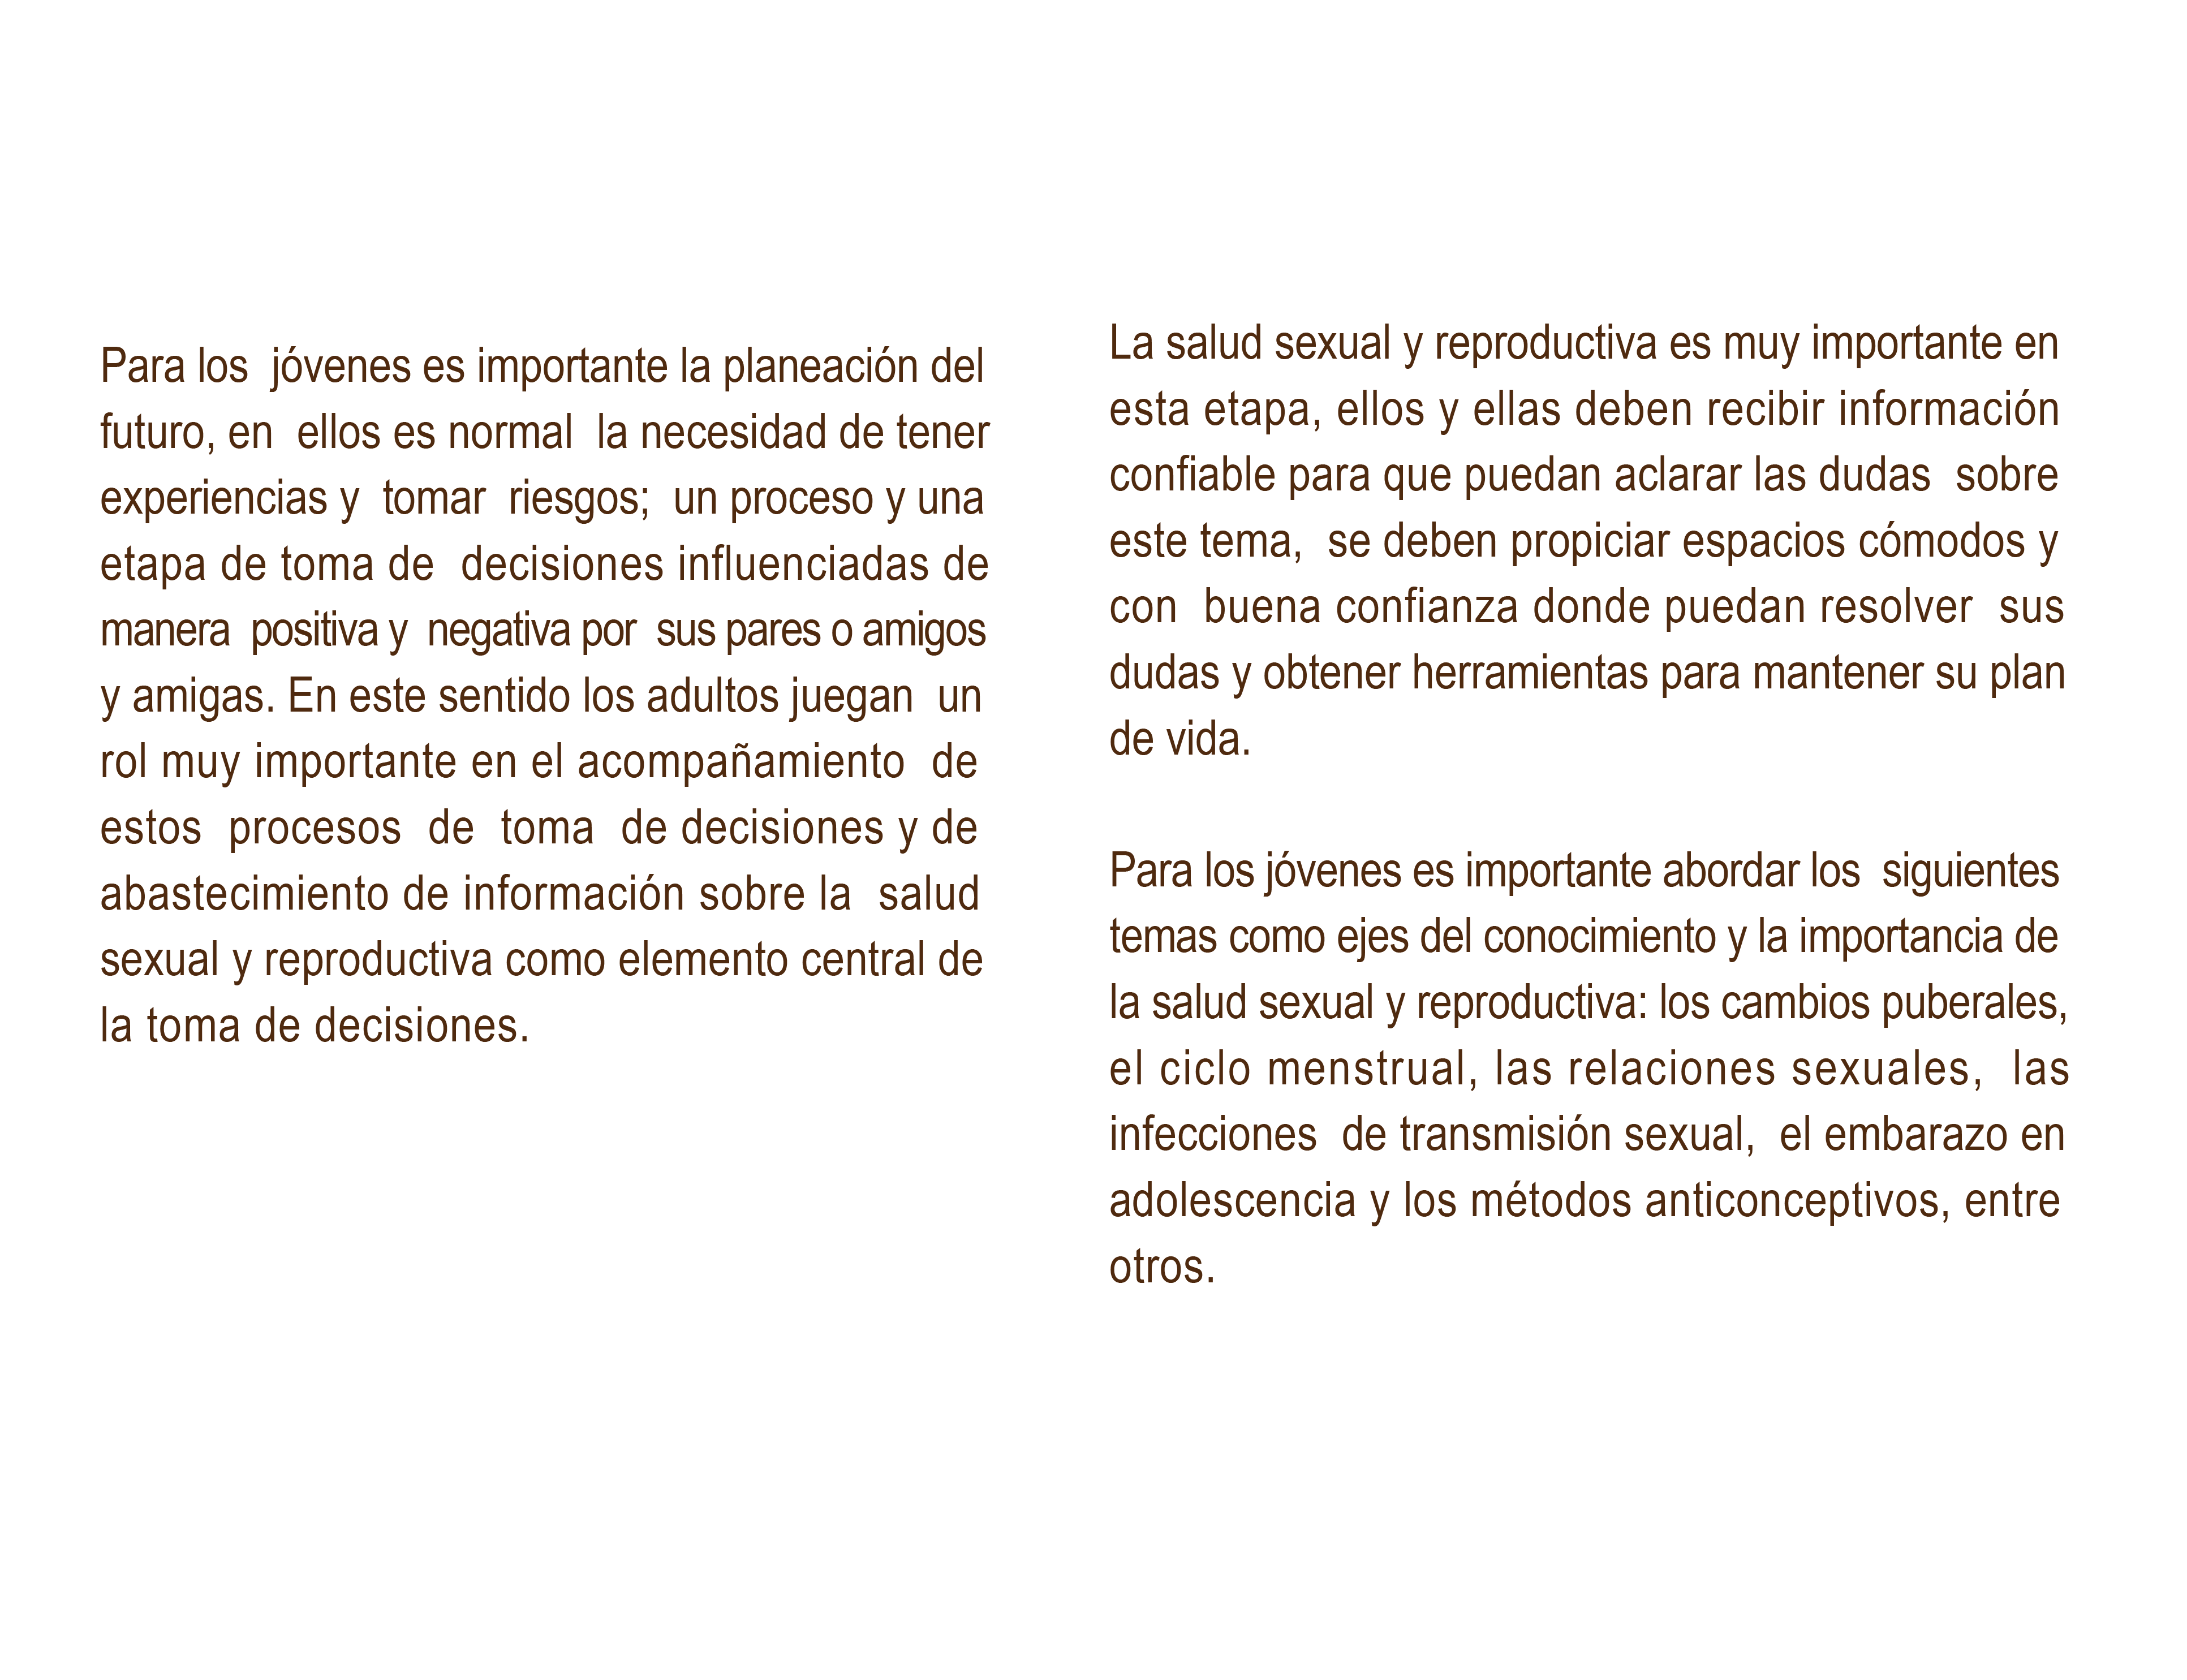 Para los jóvenes es importante la planeación del
futuro, en ellos es normal la necesidad de tener
experiencias y tomar riesgos; un proceso y una
etapa de toma de decisiones influenciadas de
manera positiva y negativa por sus pares o amigos
y amigas. En este sentido los adultos juegan un
rol muy importante en el acompañamiento de
estos procesos de toma de decisiones y de
abastecimiento de información sobre la salud
sexual y reproductiva como elemento central de
la toma de decisiones.
La salud sexual y reproductiva es muy importante en
esta etapa, ellos y ellas deben recibir información
confiable para que puedan aclarar las dudas sobre
este tema, se deben propiciar espacios cómodos y
con buena confianza donde puedan resolver sus
dudas y obtener herramientas para mantener su plan
de vida.
Para los jóvenes es importante abordar los siguientes
temas como ejes del conocimiento y la importancia de
la salud sexual y reproductiva: los cambios puberales,
el ciclo menstrual, las relaciones sexuales, las
infecciones de transmisión sexual, el embarazo en
adolescencia y los métodos anticonceptivos, entre
otros.